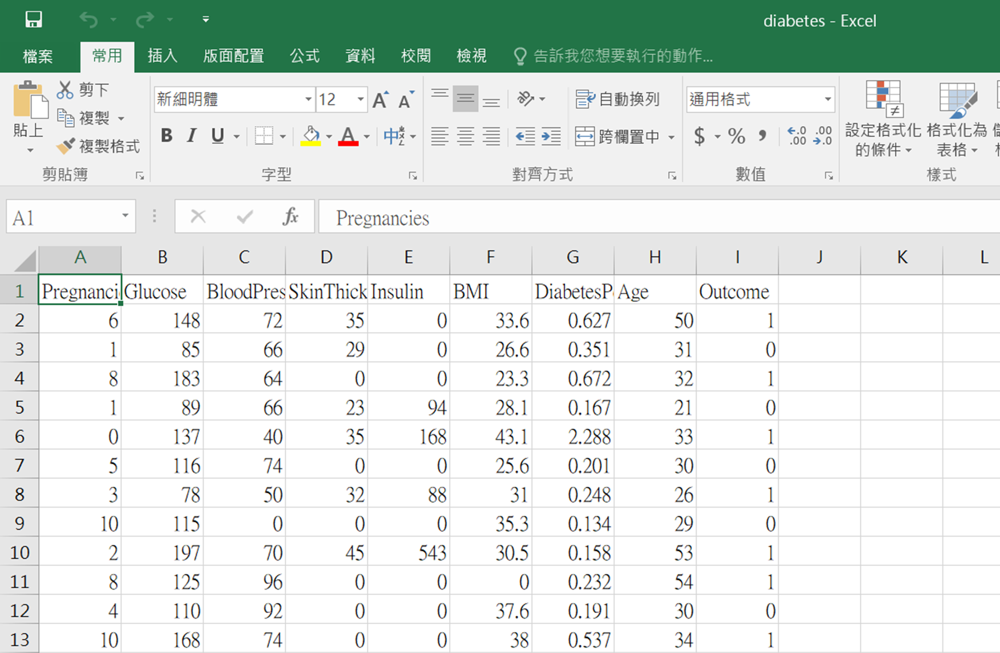 diabetes - Excel
檔案 常用 插入 版面配置 公式 資料 校閱 檢視 告訴我您想要執行的動作...
貼上 剪下 複製 複製格式 剪貼簿
新細明體 12 A A
B I U A 中 字型
自動換列
跨欄置中 對齊方式
通用格式
$ % , .0 .00 .00 .0 數值
設定格式化的條件 格式化為表格 樣式
A1 fx Pregnancies
A B C D E F G H I J K L
1 Pregnanci Glucose BloodPres SkinThick Insulin BMI DiabetesP Age Outcome
2 6 148 72 35 0 33.6 0.627 50 1
3 1 85 66 29 0 26.6 0.351 31 0
4 8 183 64 0 0 23.3 0.672 32 1
5 1 89 66 23 94 28.1 0.167 21 0
6 0 137 40 35 168 43.1 2.288 33 1
7 5 116 74 0 0 25.6 0.201 30 0
8 3 78 50 32 88 31 0.248 26 1
9 10 115 0 0 0 35.3 0.134 29 0
10 2 197 70 45 543 30.5 0.158 53 1
11 8 125 96 0 0 0 0.232 54 1
12 4 110 92 0 0 37.6 0.191 30 0
13 10 168 74 0 0 38 0.537 34 1